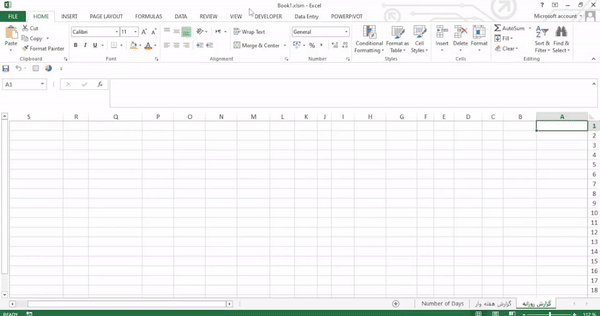 Book1.xlsm - Excel
FILE HOME INSERT PAGE LAYOUT FORMULAS DATA REVIEW VIEW DEVELOPER Data Entry POWERPIVOT Microsoft account
Paste
Cut
Copy
Format Painter
Clipboard
Calibri 11
B I U
Font
Wrap Text
Merge & Center
Alignment
General
$ % ,
Number
Conditional Formatting
Format as Table
Cell Styles
Styles
Insert Delete Format
Cells
AutoSum
Fill
Clear
Sort & Filter
Find & Select
Editing
A1
fx
S R Q P O N M L K J I H G F E D C B A
1
2
3
4
5
6
7
8
9
10
11
12
13
14
15
16
17
18
Number of Days گزارش هفته وار گزارش روزانه
READY 112 %